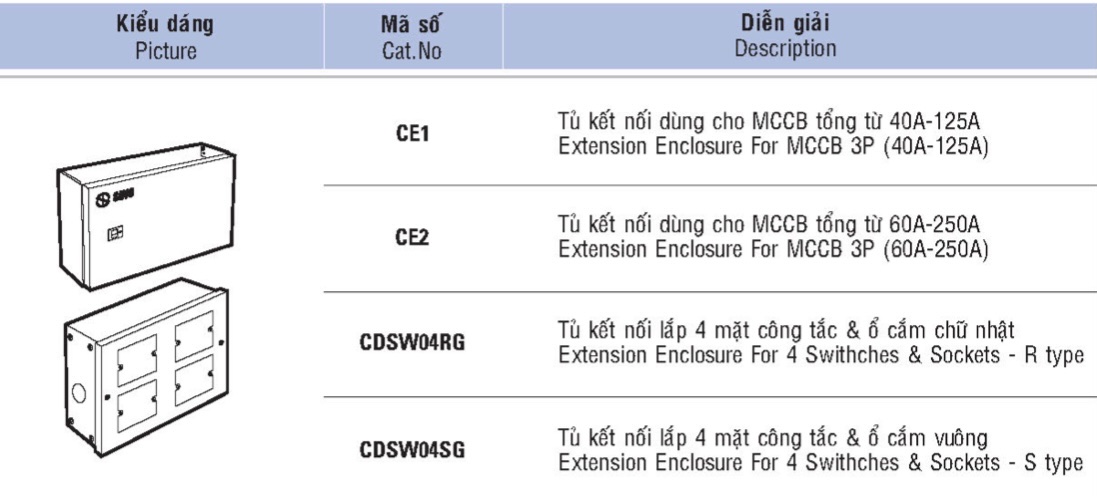 Kiểu dáng
Picture
Mã số
Cat.No
Diễn giải
Description
CE1
Tủ kết nối dùng cho MCCB tổng từ 40A-125A
Extension Enclosure For MCCB 3P (40A-125A)
CE2
Tủ kết nối dùng cho MCCB tổng từ 60A-250A
Extension Enclosure For MCCB 3P (60A-250A)
CDSW04RG
Tủ kết nối lắp 4 mặt công tắc & ổ cắm chữ nhật
Extension Enclosure For 4 Swithches & Sockets - R type
CDSW04SG
Tủ kết nối lắp 4 mặt công tắc & ổ cắm vuông
Extension Enclosure For 4 Swithches & Sockets - S type